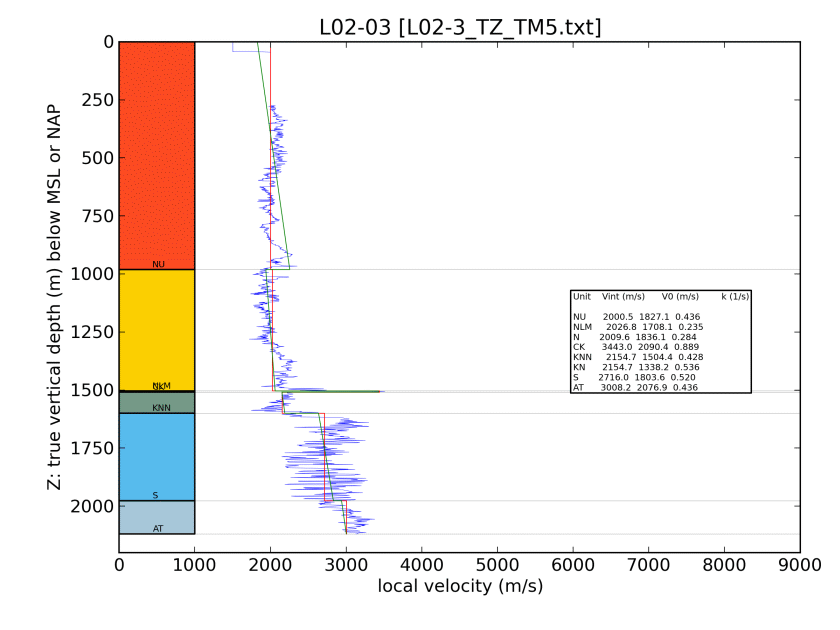 L02-03 [L02-3_TZ_TM5.txt]
0
250
500
750
1000
1250
1500
1750
2000
Z: true vertical depth (m) below MSL or NAP
NU
NLM
CK
KNN
S
AT
Unit Vint (m/s) V0 (m/s) k (1/s)
NU 2000.5 1827.1 0.436
NLM 2026.8 1708.1 0.235
N 2009.6 1836.1 0.284
CK 3443.0 2090.4 0.889
KNN 2154.7 1504.4 0.428
KN 2154.7 1338.2 0.536
S 2716.0 1803.6 0.520
AT 3008.2 2076.9 0.436
0 1000 2000 3000 4000 5000 6000 7000 8000 9000
local velocity (m/s)